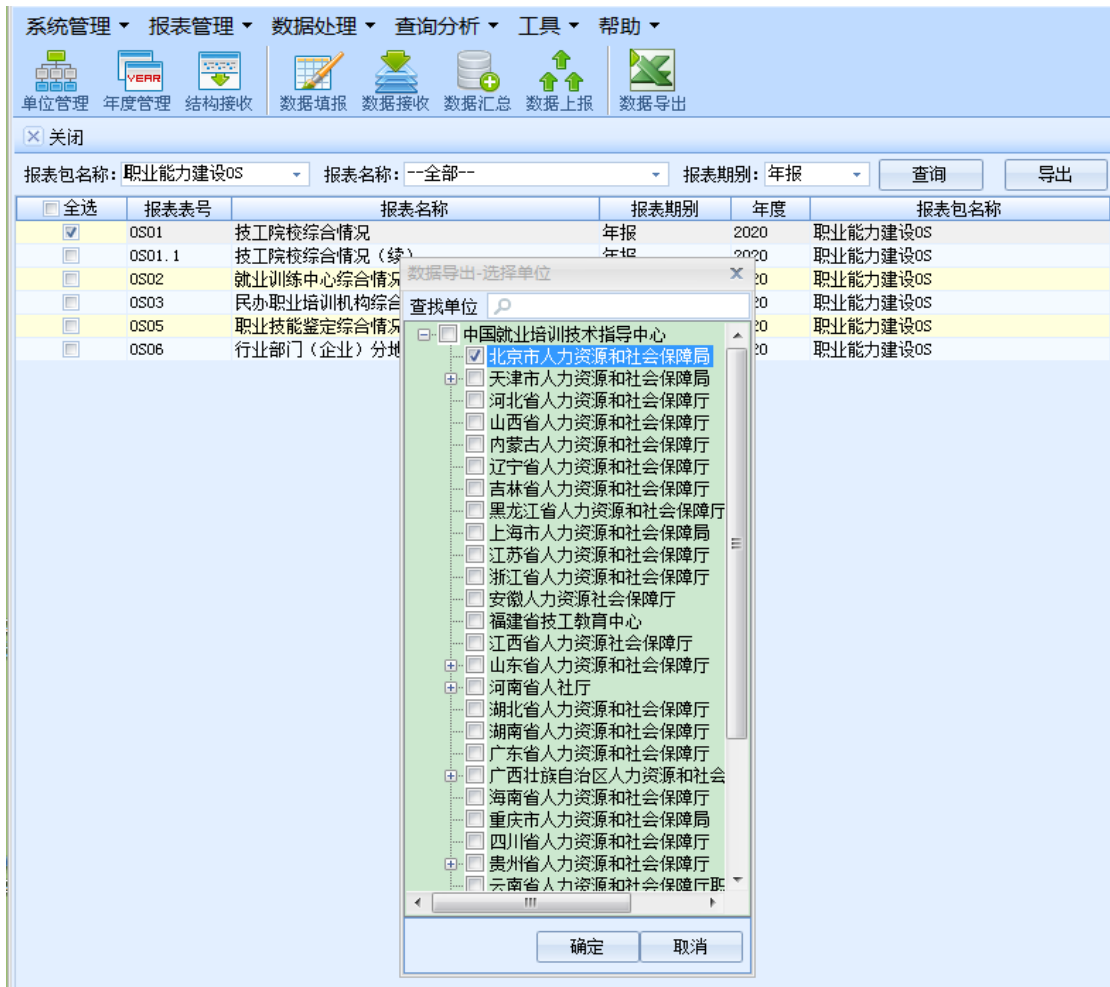 系统管理 报表管理 数据处理 查询分析 工具 帮助
YEAR
单位管理 年度管理 结构接收 数据填报 数据接收 数据汇总 数据上报 数据导出
关闭
报表包名称: 职业能力建设OS 报表名称: --全部-- 报表期别: 年报 查询 导出
全选 报表表号 报表名称 报表期别 年度 报表包名称
OS01 技工院校综合情况 年报 2020 职业能力建设OS
OS01.1 技工院校综合情况（续） 年报 2020 职业能力建设OS
OS02 就业训练中心综合情况 20 职业能力建设OS
OS03 民办职业培训机构综合 20 职业能力建设OS
OS05 职业技能鉴定综合情况 20 职业能力建设OS
OS06 行业部门（企业）分地 20 职业能力建设OS
数据导出-选择单位
查找单位
中国就业培训技术指导中心
北京市人力资源和社会保障局
天津市人力资源和社会保障局
河北省人力资源和社会保障厅
山西省人力资源和社会保障厅
内蒙古人力资源和社会保障厅
辽宁省人力资源和社会保障厅
吉林省人力资源和社会保障厅
黑龙江省人力资源和社会保障厅
上海市人力资源和社会保障局
江苏省人力资源和社会保障厅
浙江省人力资源和社会保障厅
安徽人力资源社会保障厅
福建省技工教育中心
江西省人力资源社会保障厅
山东省人力资源和社会保障厅
河南省人社厅
湖北省人力资源和社会保障厅
湖南省人力资源和社会保障厅
广东省人力资源和社会保障厅
广西壮族自治区人力资源和社会
海南省人力资源和社会保障厅
重庆市人力资源和社会保障局
四川省人力资源和社会保障厅
贵州省人力资源和社会保障厅
云南省人力资源和社会保障厅职
确定 取消